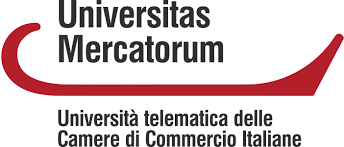 Universitas
Mercatorum
Università telematica delle
Camere di Commercio Italiane